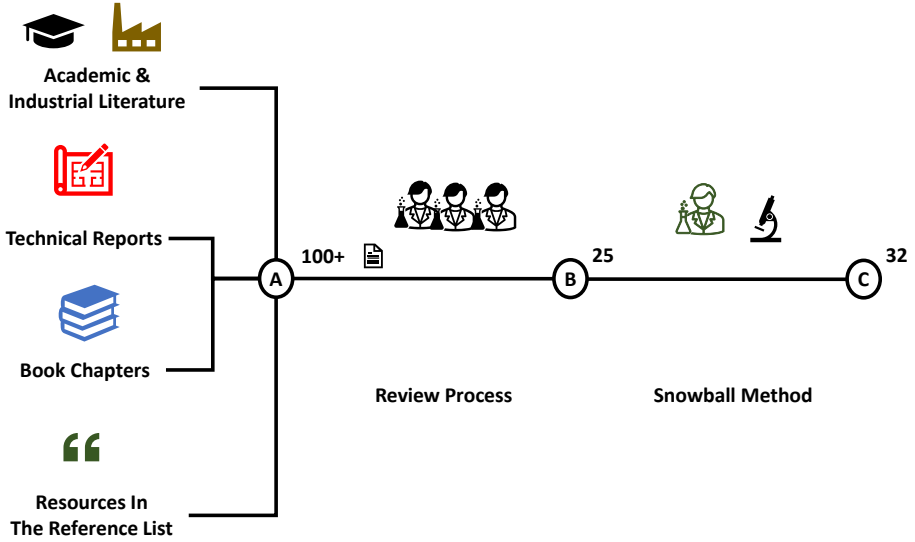 Academic &
Industrial Literature
Technical Reports
Book Chapters
Resources In
The Reference List
A
100+
Review Process
B
25
Snowball Method
C
32